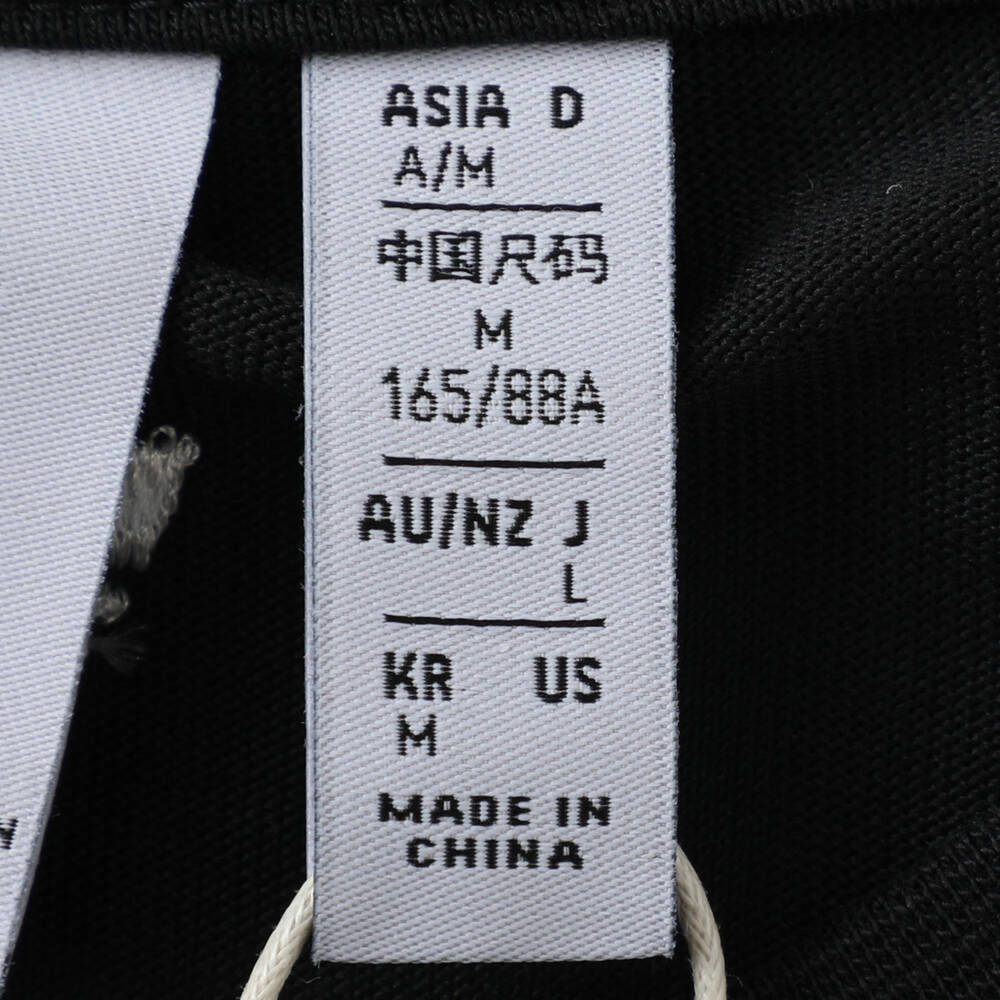 ASIA D
A/M
中国尺码
M
165/88A
AU/NZ J
L
KR US
M
MADE IN
CHINA